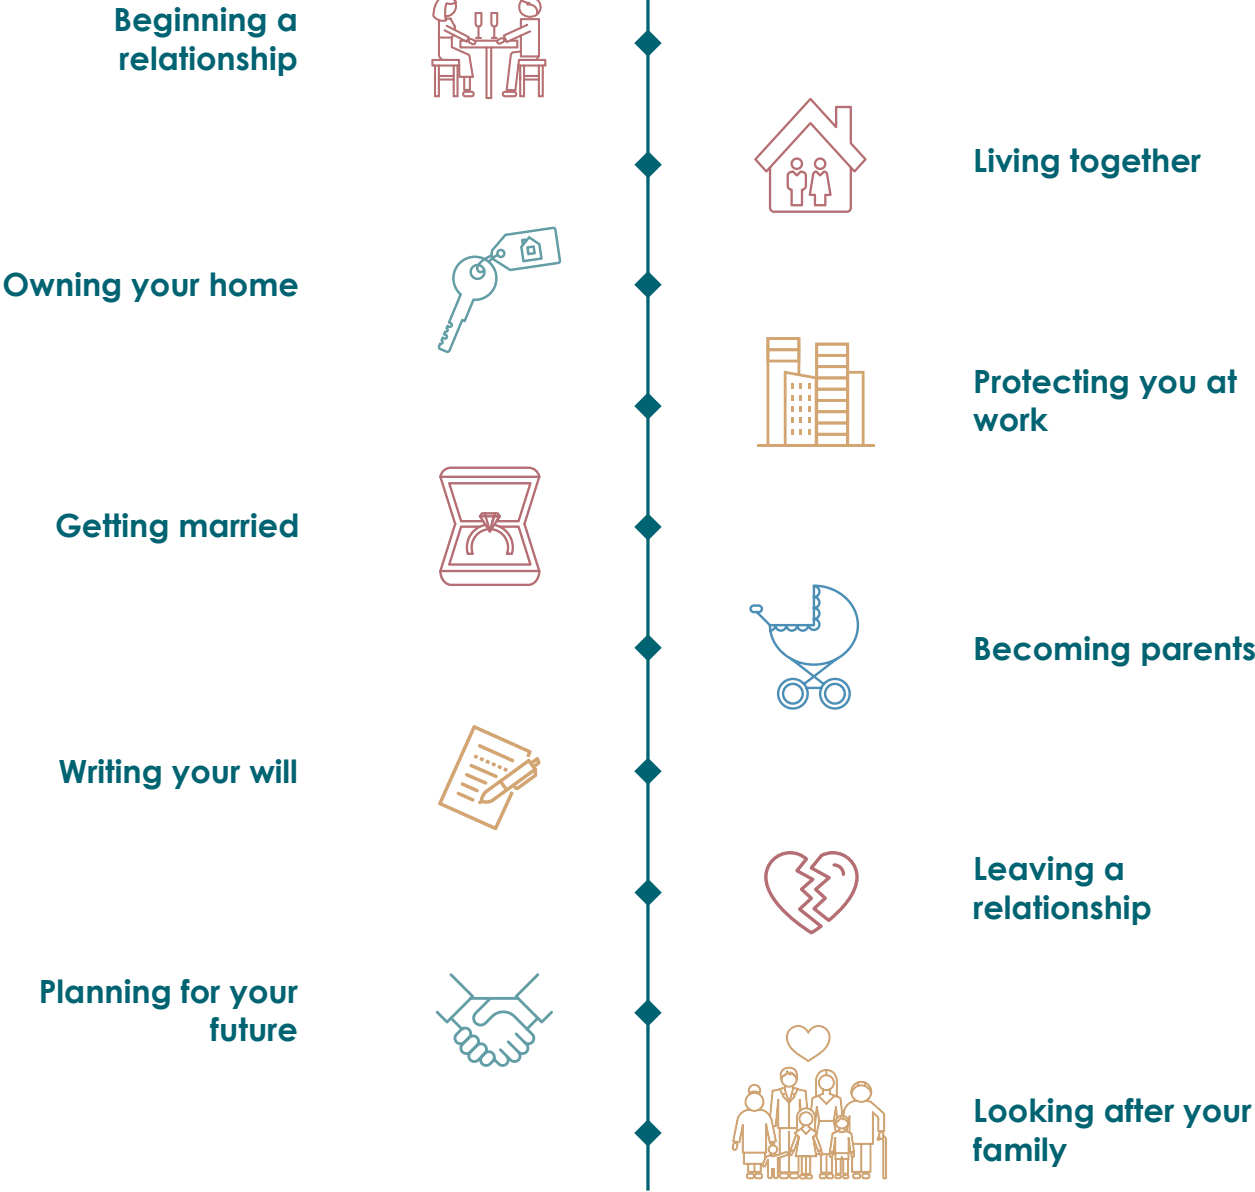 Beginning a
relationship
Living together
Owning your home
Protecting you at
work
Getting married
Becoming parents
Writing your will
Leaving a
relationship
Planning for your
future
Looking after your
family